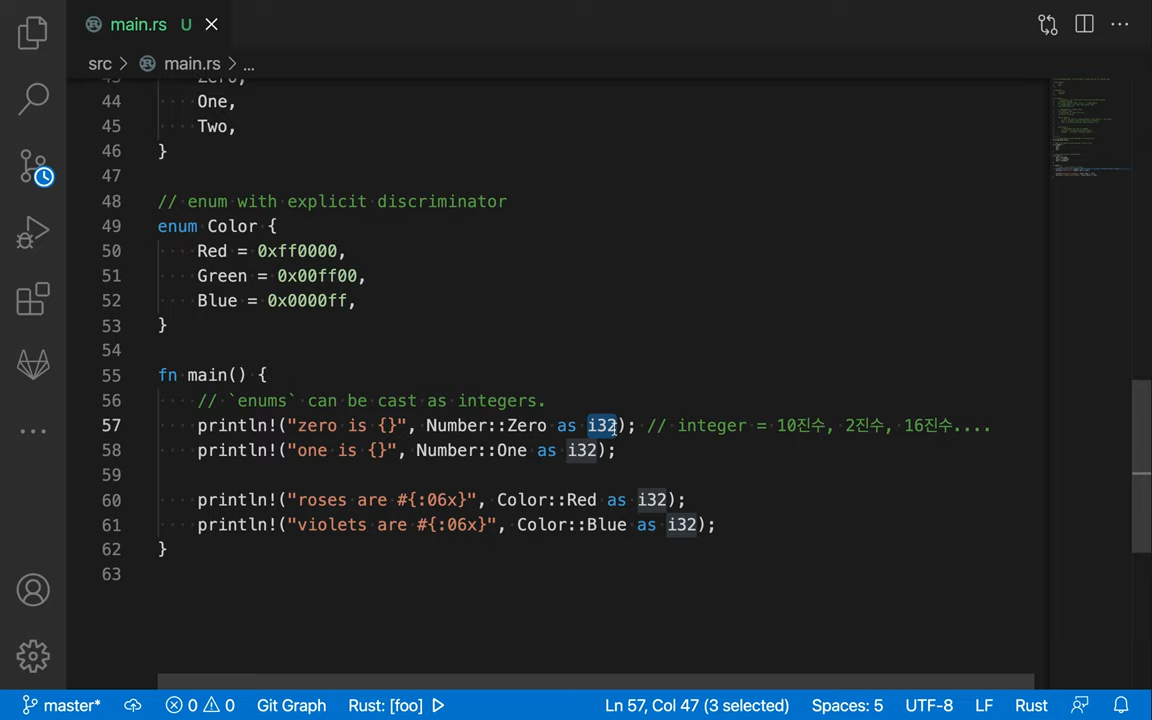 main.rs U
src > main.rs > ...
43 Zero,
44 One,
45 Two,
46 }
47
48 // enum with explicit discriminator
49 enum Color {
50 Red = 0xff0000,
51 Green = 0x00ff00,
52 Blue = 0x0000ff,
53 }
54
55 fn main() {
56 // `enums` can be cast as integers.
57 println!("zero is {}", Number::Zero as i32); // integer = 10진수, 2진수, 16진수....
58 println!("one is {}", Number::One as i32);
59
60 println!("roses are #{:06x}", Color::Red as i32);
61 println!("violets are #{:06x}", Color::Blue as i32);
62 }
63
master* 0 0 Git Graph Rust: [foo] Ln 57, Col 47 (3 selected) Spaces: 5 UTF-8 LF Rust